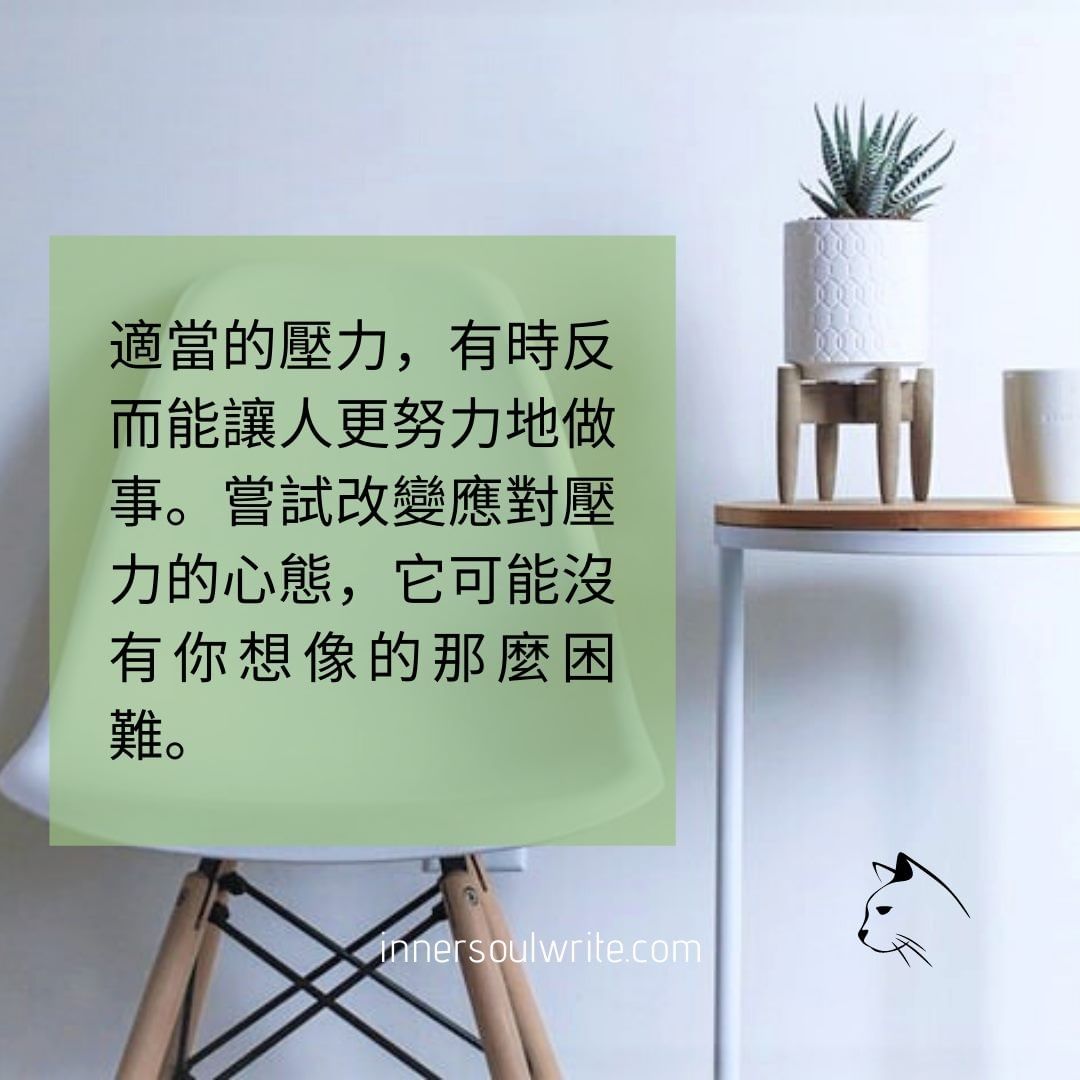 適當的壓力，有時反
而能讓人更努力地做
事。嘗試改變應對壓
力的心態，它可能沒
有你想像的那麼困
難。
innersoulwrite.com